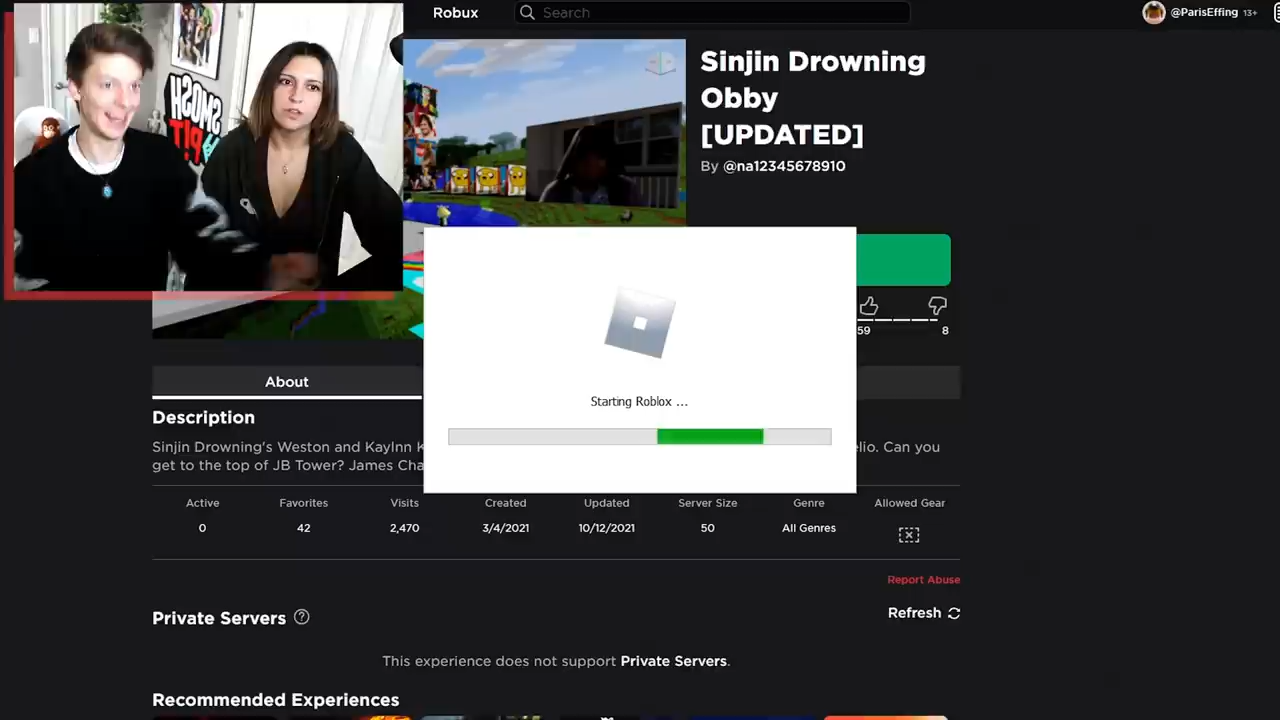 Robux
Search
@ParisEffing 13+
Sinjin Drowning
Obby
[UPDATED]
By @na12345678910
59
8
Starting Roblox ...
About
Description
Sinjin Drowning's Weston and Kaylnn K elio. Can you
get to the top of JB Tower? James Cha
Active
Favorites
Visits
Created
Updated
Server Size
Genre
Allowed Gear
0
42
2,470
3/4/2021
10/12/2021
50
All Genres
Report Abuse
Private Servers
Refresh
This experience does not support Private Servers.
Recommended Experiences